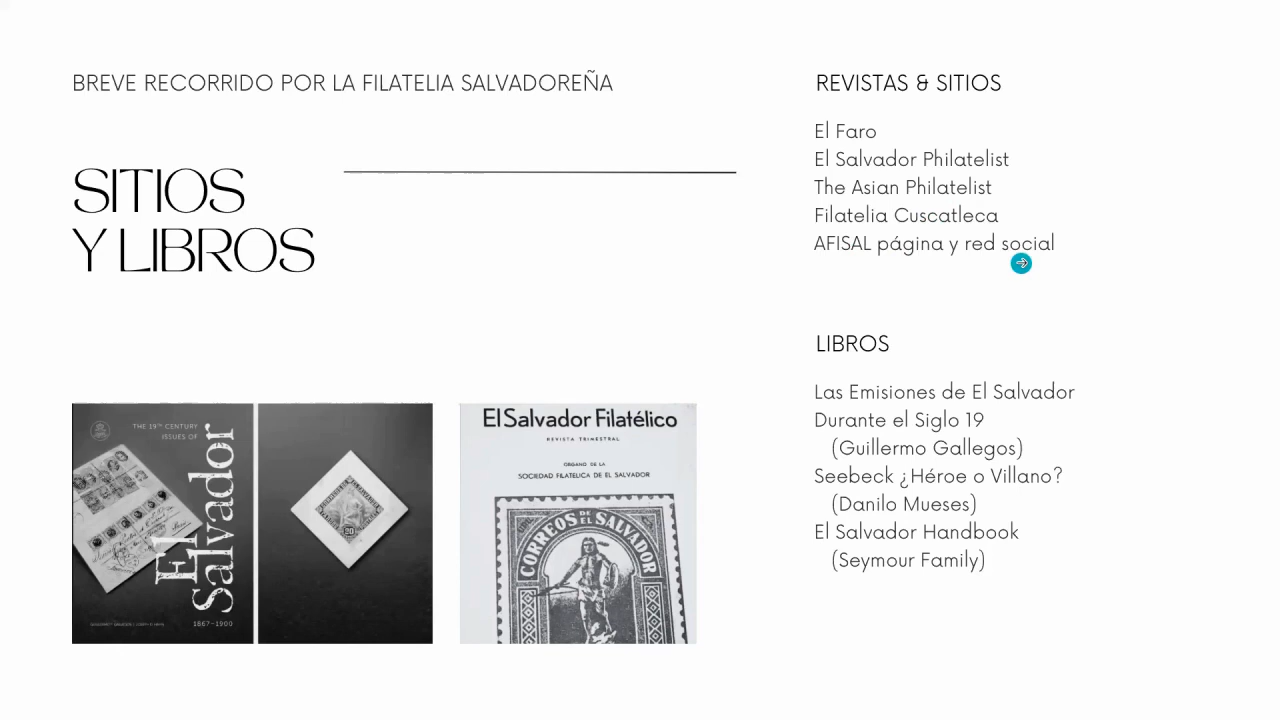 BREVE RECORRIDO POR LA FILATELIA SALVADOREÑA
SITIOS
Y LIBROS
REVISTAS & SITIOS
El Faro
El Salvador Philatelist
The Asian Philatelist
Filatelia Cuscatleca
AFISAL página y red social
LIBROS
Las Emisiones de El Salvador
Durante el Siglo 19
(Guillermo Gallegos)
Seebeck ¿Héroe o Villano?
(Danilo Mueses)
El Salvador Handbook
(Seymour Family)
THE 19TH CENTURY
ISSUES OF
El
Salvador
1867-1900
20
El Salvador Filatélico
REVISTA TRIMESTRAL
ORGANO DE LA
SOCIEDAD FILATELICA DE EL SALVADOR
CORREOS DE EL SALVADOR